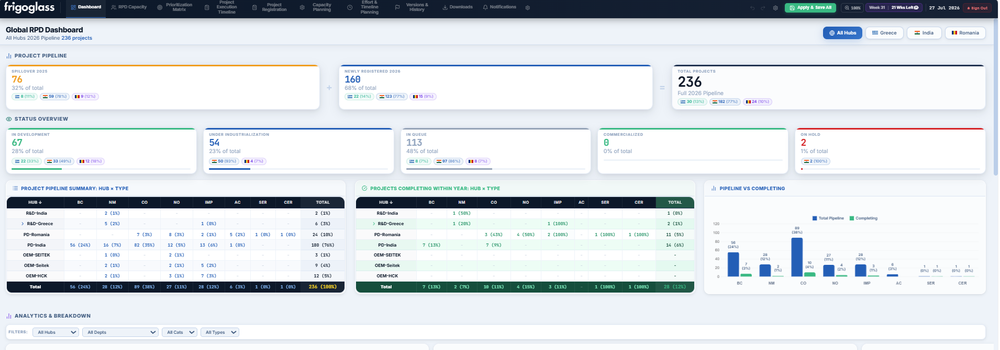 frigoglass
Dashboard
RPD Capacity
Prioritization Matrix
Project Execution Timeline
Project Registration
Capacity Planning
Effort & Timeline Planning
Versions & History
Downloads
Notifications
Apply & Save All
100%
Week 31
21 Wks Left
27 Jul 2026
Sign Out
Global RPD Dashboard
All Hubs 2026 Pipeline 236 projects
All Hubs
Greece
India
Romania
PROJECT PIPELINE
SPILLOVER 2025
76
32% of total
8 (11%) 59 (78%) 9 (12%)
+
NEWLY REGISTERED 2026
160
68% of total
22 (14%) 123 (77%) 15 (9%)
=
TOTAL PROJECTS
236
Full 2026 Pipeline
30 (13%) 182 (77%) 24 (10%)
STATUS OVERVIEW
IN DEVELOPMENT
67
28% of total
22 (33%) 33 (49%) 12 (18%)
UNDER INDUSTRIALIZATION
54
23% of total
50 (93%) 4 (7%)
IN QUEUE
113
48% of total
8 (7%) 97 (86%) 8 (7%)
COMMERCIALIZED
0
0% of total
ON HOLD
2
1% of total
2 (100%)
PROJECT PIPELINE SUMMARY: HUB × TYPE
HUB ↓ BC NM CO NO IMP AC SER CER TOTAL
R&D-India - 2 (1%) - - - - - - 2 (1%)
R&D-Greece - 5 (2%) - - 1 (0%) - - - 6 (3%)
PD-Romania - - 7 (3%) 8 (3%) 2 (1%) 5 (2%) 1 (0%) 1 (0%) 24 (10%)
PD-India 56 (24%) 16 (7%) 82 (35%) 12 (5%) 13 (6%) 1 (0%) - - 180 (76%)
OEM-SEITEK - 1 (0%) - 2 (1%) - - - - 3 (1%)
OEM-Seitek - 2 (1%) - 2 (1%) 5 (2%) - - - 9 (4%)
OEM-HCK - 2 (1%) - 3 (1%) 7 (3%) - - - 12 (5%)
Total 56 (24%) 28 (12%) 89 (38%) 27 (11%) 28 (12%) 6 (3%) 1 (0%) 1 (0%) 236 (100%)
PROJECTS COMPLETING WITHIN YEAR: HUB × TYPE
HUB ↓ BC NM CO NO IMP AC SER CER TOTAL
R&D-India - 1 (50%) - - - - - - 1 (0%)
R&D-Greece - 1 (20%) - - 1 (100%) - - - 2 (1%)
PD-Romania - - 3 (43%) 4 (50%) 2 (100%) - 1 (100%) 1 (100%) 11 (5%)
PD-India 7 (13%) - 7 (9%) - - - - - 14 (6%)
OEM-SEITEK - - - - - - - - -
OEM-Seitek - - - - - - - - -
OEM-HCK - - - - - - - - -
Total 7 (13%) 2 (7%) 10 (11%) 4 (15%) 3 (11%) - 1 (100%) 1 (100%) 28 (12%)
PIPELINE VS COMPLETING
Total Pipeline Completing
120
100
80
60
40
20
0
56 (24%) 7 (3%)
28 (12%) 2 (1%)
89 (38%) 10 (4%)
27 (11%) 4 (2%)
28 (12%) 3 (1%)
6 (3%)
1 (0%) 1 (0%)
1 (0%) 1 (0%)
BC NM CO NO IMP AC SER CER
ANALYTICS & BREAKDOWN
FILTERS: All Hubs All Depts All Cats All Types